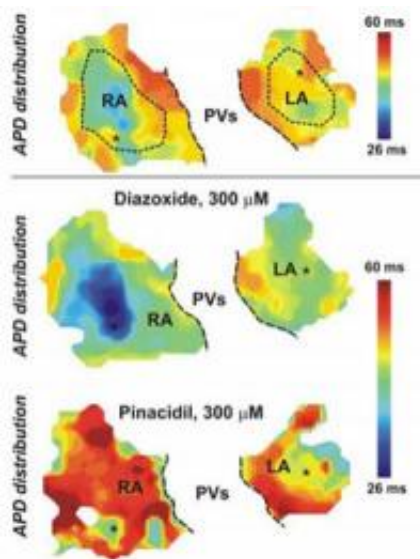 APD distribution
RA
PVs
LA
*
*
60 ms
26 ms
Diazoxide, 300 μM
APD distribution
RA
PVs
LA *
60 ms
26 ms
Pinacidil, 300 μM
APD distribution
RA
*
PVs
LA
*